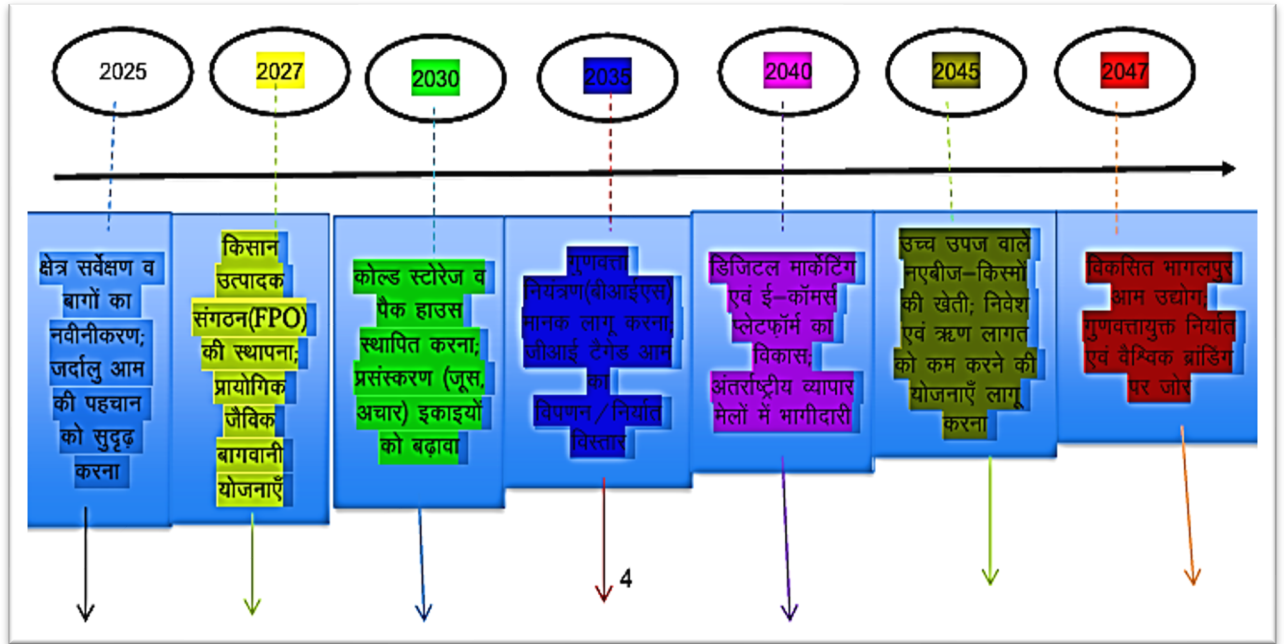 2025
2027
2030
2035
2040
2045
2047
क्षेत्र सर्वेक्षण व
बागों का
नवीनीकरण;
जर्दालु आम
की पहचान
को सुदृढ़
करना
किसान
उत्पादक
संगठन(FPO)
की स्थापना;
प्रायोगिक
जैविक
बागवानी
योजनाएँ
कोल्ड स्टोरेज व
पैक हाउस
स्थापित करना;
प्रसंस्करण (जूस,
अचार) इकाइयों
को बढ़ावा
गुणवत्ता
नियंत्रण(बीआईएस)
मानक लागू करना;
जीआई टैगेड आम
का
विपणन/निर्यात
विस्तार
डिजिटल मार्केटिंग
एवं ई–कॉमर्स
प्लेटफ़ॉर्म का
विकास;
अंतर्राष्ट्रीय व्यापार
मेलों में भागीदारी
उच्च उपज वाले
नएबीज–किस्मों
की खेती; निवेश
एवं ऋण लागत
को कम करने की
योजनाएँ लागू
करना
विकसित भागलपुर
आम उद्योग;
गुणवत्तायुक्त निर्यात
एवं वैश्विक ब्रांडिंग
पर जोर
4